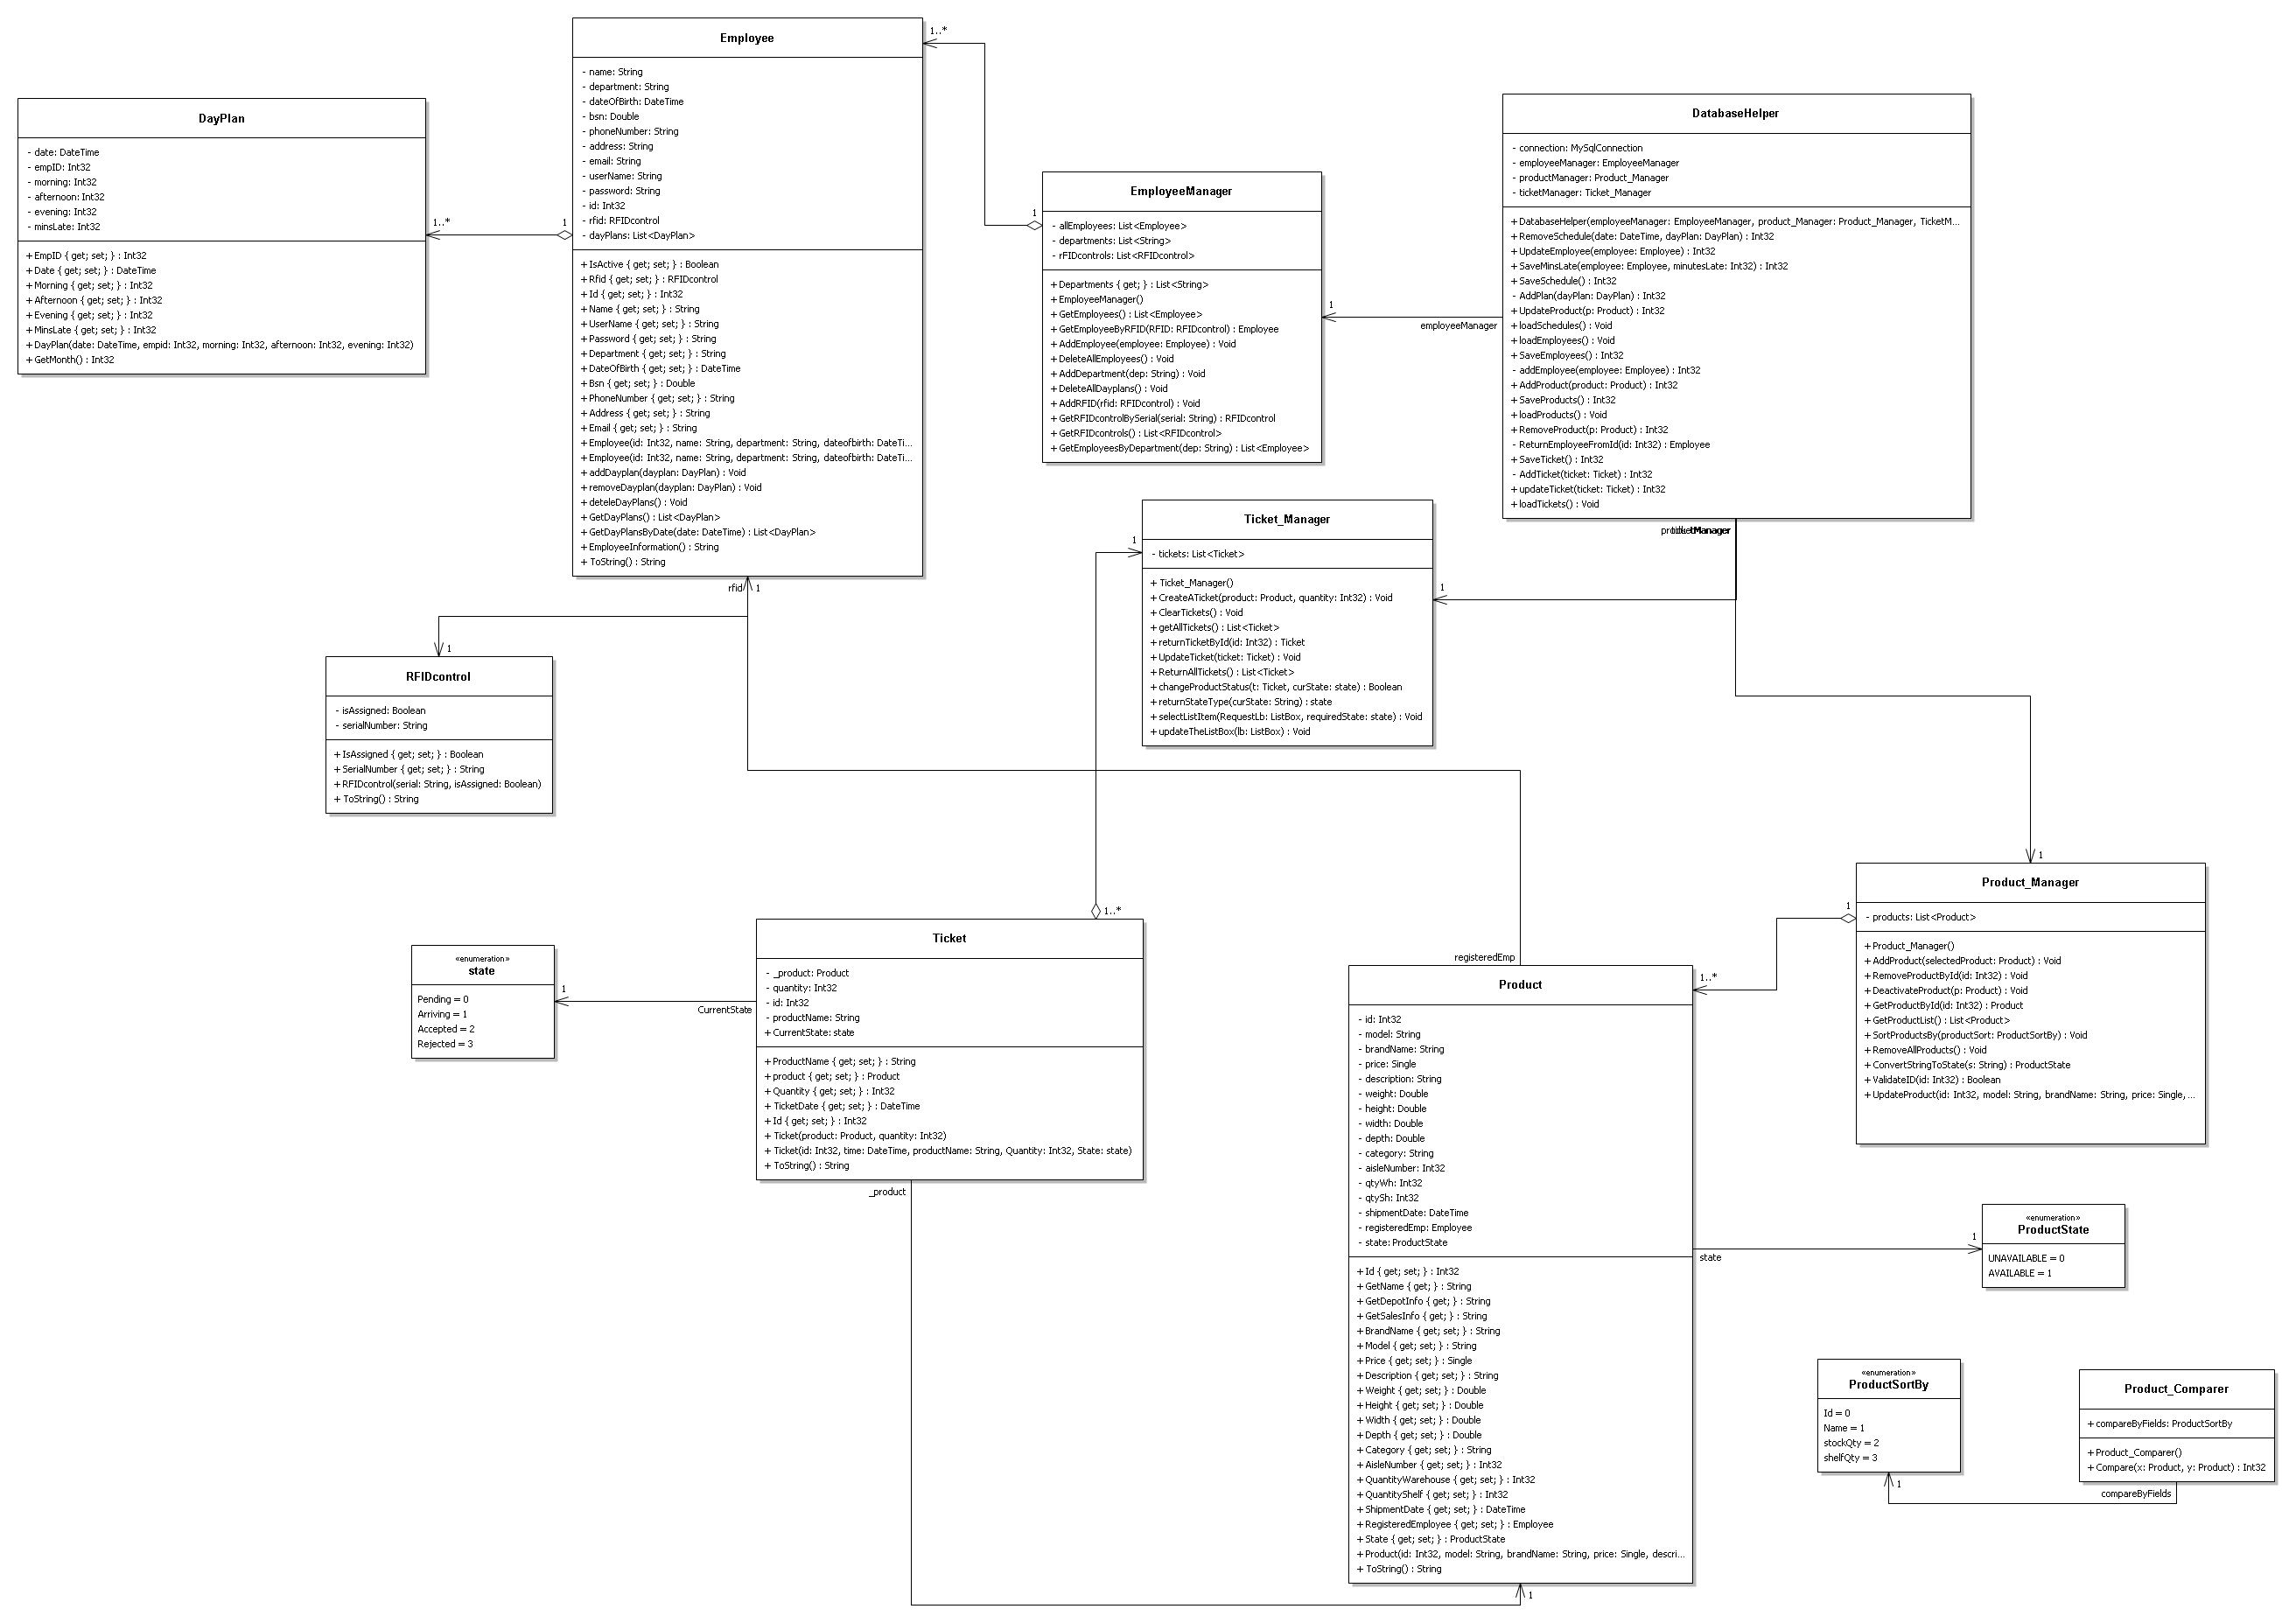 Employee
- name: String
- department: String
- dateOfBirth: DateTime
- bsn: Double
- phoneNumber: String
- address: String
- email: String
- userName: String
- password: String
- id: Int32
- rfid: RFIDcontrol
- dayPlans: List<DayPlan>
+ IsActive { get; set; } : Boolean
+ Rfid { get; set; } : RFIDcontrol
+ Id { get; set; } : Int32
+ Name { get; set; } : String
+ UserName { get; set; } : String
+ Password { get; set; } : String
+ Department { get; set; } : String
+ DateOfBirth { get; set; } : DateTime
+ Bsn { get; set; } : Double
+ PhoneNumber { get; set; } : String
+ Address { get; set; } : String
+ Email { get; set; } : String
+ Employee(id: Int32, name: String, department: String, dateofbirth: DateTi...
+ Employee(id: Int32, name: String, department: String, dateofbirth: DateTi...
+ addDayplan(dayplan: DayPlan) : Void
+ removeDayplan(dayplan: DayPlan) : Void
+ deteleDayPlans() : Void
+ GetDayPlans() : List<DayPlan>
+ GetDayPlansByDate(date: DateTime) : List<DayPlan>
+ EmployeeInformation() : String
+ ToString() : String
1..*
1
1..*
1
rfid
1
1
DayPlan
- date: DateTime
- empID: Int32
- morning: Int32
- afternoon: Int32
- evening: Int32
- minsLate: Int32
+ EmpID { get; set; } : Int32
+ Date { get; set; } : DateTime
+ Morning { get; set; } : Int32
+ Afternoon { get; set; } : Int32
+ Evening { get; set; } : Int32
+ MinsLate { get; set; } : Int32
+ DayPlan(date: DateTime, empid: Int32, morning: Int32, afternoon: Int32, evening: Int32)
+ GetMonth() : Int32
EmployeeManager
- allEmployees: List<Employee>
- departments: List<String>
- rFIDcontrols: List<RFIDcontrol>
+ Departments { get; } : List<String>
+ EmployeeManager()
+ GetEmployees() : List<Employee>
+ GetEmployeeByRFID(RFID: RFIDcontrol) : Employee
+ AddEmployee(employee: Employee) : Void
+ DeleteAllEmployees() : Void
+ AddDepartment(dep: String) : Void
+ DeleteAllDayplans() : Void
+ AddRFID(rfid: RFIDcontrol) : Void
+ GetRFIDcontrolBySerial(serial: String) : RFIDcontrol
+ GetRFIDcontrols() : List<RFIDcontrol>
+ GetEmployeesByDepartment(dep: String) : List<Employee>
1
employeeManager
DatabaseHelper
- connection: MySqlConnection
- employeeManager: EmployeeManager
- productManager: Product_Manager
- ticketManager: Ticket_Manager
+ DatabaseHelper(employeeManager: EmployeeManager, product_Manager: Product_Manager, TicketM...
+ RemoveSchedule(date: DateTime, dayPlan: DayPlan) : Int32
+ UpdateEmployee(employee: Employee) : Int32
+ SaveMinsLate(employee: Employee, minutesLate: Int32) : Int32
+ SaveSchedule() : Int32
- AddPlan(dayPlan: DayPlan) : Int32
+ UpdateProduct(p: Product) : Int32
+ loadSchedules() : Void
+ loadEmployees() : Void
+ SaveEmployees() : Int32
- addEmployee(employee: Employee) : Int32
+ AddProduct(product: Product) : Int32
+ SaveProducts() : Int32
+ loadProducts() : Void
+ RemoveProduct(p: Product) : Int32
- ReturnEmployeeFromId(id: Int32) : Employee
+ SaveTicket() : Int32
- AddTicket(ticket: Ticket) : Int32
+ updateTicket(ticket: Ticket) : Int32
+ loadTickets() : Void
1
1
Ticket_Manager
- tickets: List<Ticket>
+ Ticket_Manager()
+ CreateATicket(product: Product, quantity: Int32) : Void
+ ClearTickets() : Void
+ getAllTickets() : List<Ticket>
+ returnTicketById(id: Int32) : Ticket
+ UpdateTicket(ticket: Ticket) : Void
+ ReturnAllTickets() : List<Ticket>
+ changeProductStatus(t: Ticket, curState: state) : Boolean
+ returnStateType(curState: String) : state
+ selectListItem(RequestLb: ListBox, requiredState: state) : Void
+ updateTheListBox(lb: ListBox) : Void
RFIDcontrol
- isAssigned: Boolean
- serialNumber: String
+ IsAssigned { get; set; } : Boolean
+ SerialNumber { get; set; } : String
+ RFIDcontrol(serial: String, isAssigned: Boolean)
+ ToString() : String
1
Product_Manager
- products: List<Product>
+ Product_Manager()
+ AddProduct(selectedProduct: Product) : Void
+ RemoveProductById(id: Int32) : Void
+ DeactivateProduct(p: Product) : Void
+ GetProductById(id: Int32) : Product
+ GetProductList() : List<Product>
+ SortProductsBy(productSort: ProductSortBy) : Void
+ RemoveAllProducts() : Void
+ ConvertStringToState(s: String) : ProductState
+ ValidateID(id: Int32) : Boolean
+ UpdateProduct(id: Int32, model: String, brandName: String, price: Single, ...
1
1..*
1..*
Ticket
- _product: Product
- quantity: Int32
- id: Int32
- productName: String
+ CurrentState: state
+ ProductName { get; set; } : String
+ product { get; set; } : Product
+ Quantity { get; set; } : Int32
+ TicketDate { get; set; } : DateTime
+ Id { get; set; } : Int32
+ Ticket(product: Product, quantity: Int32)
+ Ticket(id: Int32, time: DateTime, productName: String, Quantity: Int32, State: state)
+ ToString() : String
_product
«enumeration»
state
Pending = 0
Arriving = 1
Accepted = 2
Rejected = 3
1
CurrentState
registeredEmp
Product
- id: Int32
- model: String
- brandName: String
- price: Single
- description: String
- weight: Double
- height: Double
- width: Double
- depth: Double
- category: String
- aisleNumber: Int32
- qtyWh: Int32
- qtySh: Int32
- shipmentDate: DateTime
- registeredEmp: Employee
- state: ProductState
+ Id { get; set; } : Int32
+ GetName { get; } : String
+ GetDepotInfo { get; } : String
+ GetSalesInfo { get; } : String
+ BrandName { get; set; } : String
+ Model { get; set; } : String
+ Price { get; set; } : Single
+ Description { get; set; } : String
+ Weight { get; set; } : Double
+ Height { get; set; } : Double
+ Width { get; set; } : Double
+ Depth { get; set; } : Double
+ Category { get; set; } : String
+ AisleNumber { get; set; } : Int32
+ QuantityWarehouse { get; set; } : Int32
+ QuantityShelf { get; set; } : Int32
+ ShipmentDate { get; set; } : DateTime
+ RegisteredEmployee { get; set; } : Employee
+ State { get; set; } : ProductState
+ Product(id: Int32, model: String, brandName: String, price: Single, descri...
+ ToString() : String
1
state
1
«enumeration»
ProductState
UNAVAILABLE = 0
AVAILABLE = 1
«enumeration»
ProductSortBy
Id = 0
Name = 1
stockQty = 2
shelfQty = 3
1
Product_Comparer
+ compareByFields: ProductSortBy
+ Product_Comparer()
+ Compare(x: Product, y: Product) : Int32
compareByFields